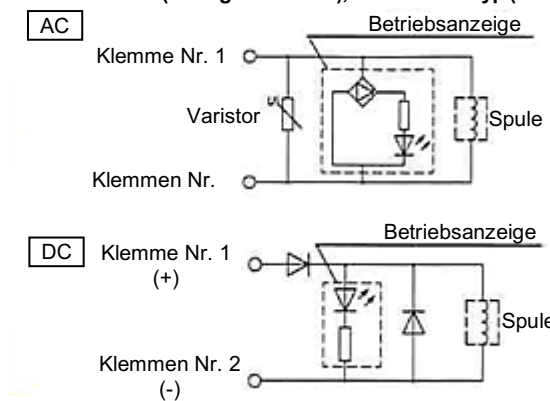 Betriebsanzeige
AC
Klemme Nr. 1
Varistor
Spule
Klemmen Nr.
Betriebsanzeige
DC
Klemme Nr. 1
(+)
Spule
Klemmen Nr. 2
(-)